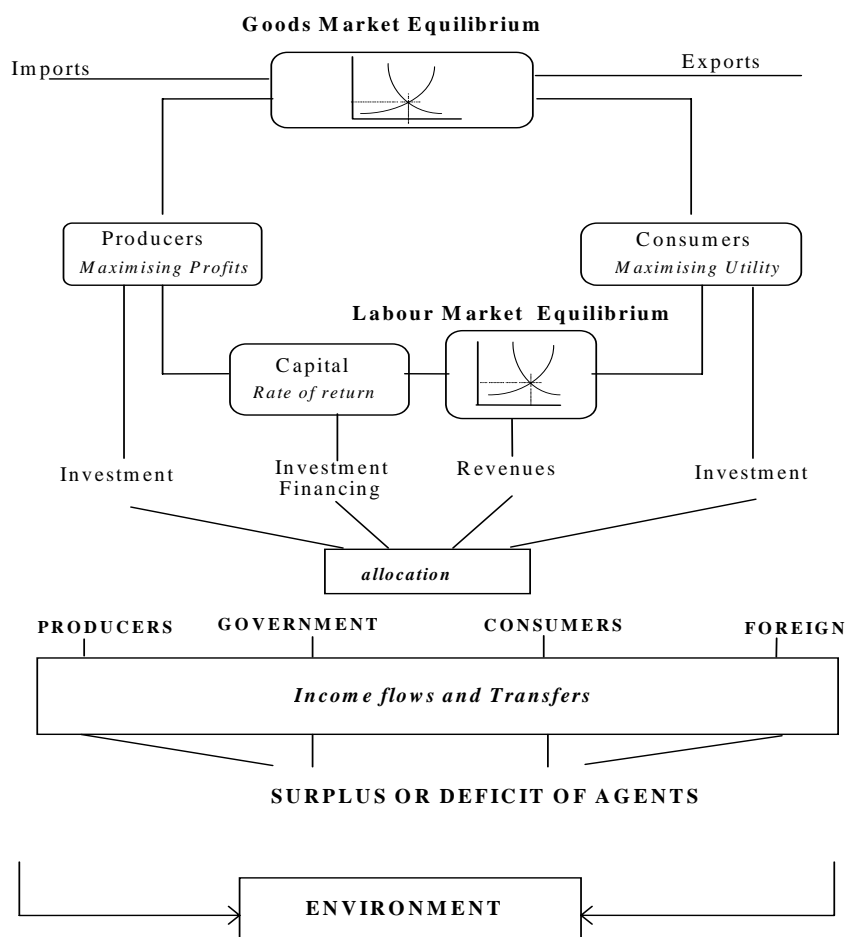 Goods Market Equilibrium
Imports
Exports
Producers
Maximising Profits
Consumers
Maximising Utility
Labour Market Equilibrium
Capital
Rate of return
Investment
Investment
Financing
Revenues
Investment
allocation
PRODUCERS
GOVERNMENT
CONSUMERS
FOREIGN
Income flows and Transfers
SURPLUS OR DEFICIT OF AGENTS
ENVIRONMENT